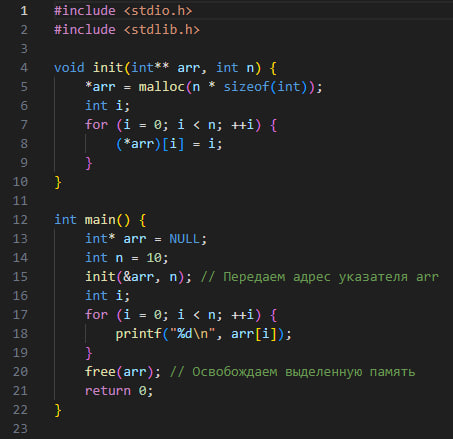 1 #include <stdio.h>
2 #include <stdlib.h>
3
4 void init(int** arr, int n) {
5     *arr = malloc(n * sizeof(int));
6     int i;
7     for (i = 0; i < n; ++i) {
8         (*arr)[i] = i;
9     }
10 }
11
12 int main() {
13     int* arr = NULL;
14     int n = 10;
15     init(&arr, n); // Передаем адрес указателя arr
16     int i;
17     for (i = 0; i < n; ++i) {
18         printf("%d\n", arr[i]);
19     }
20     free(arr); // Освобождаем выделенную память
21     return 0;
22 }
23